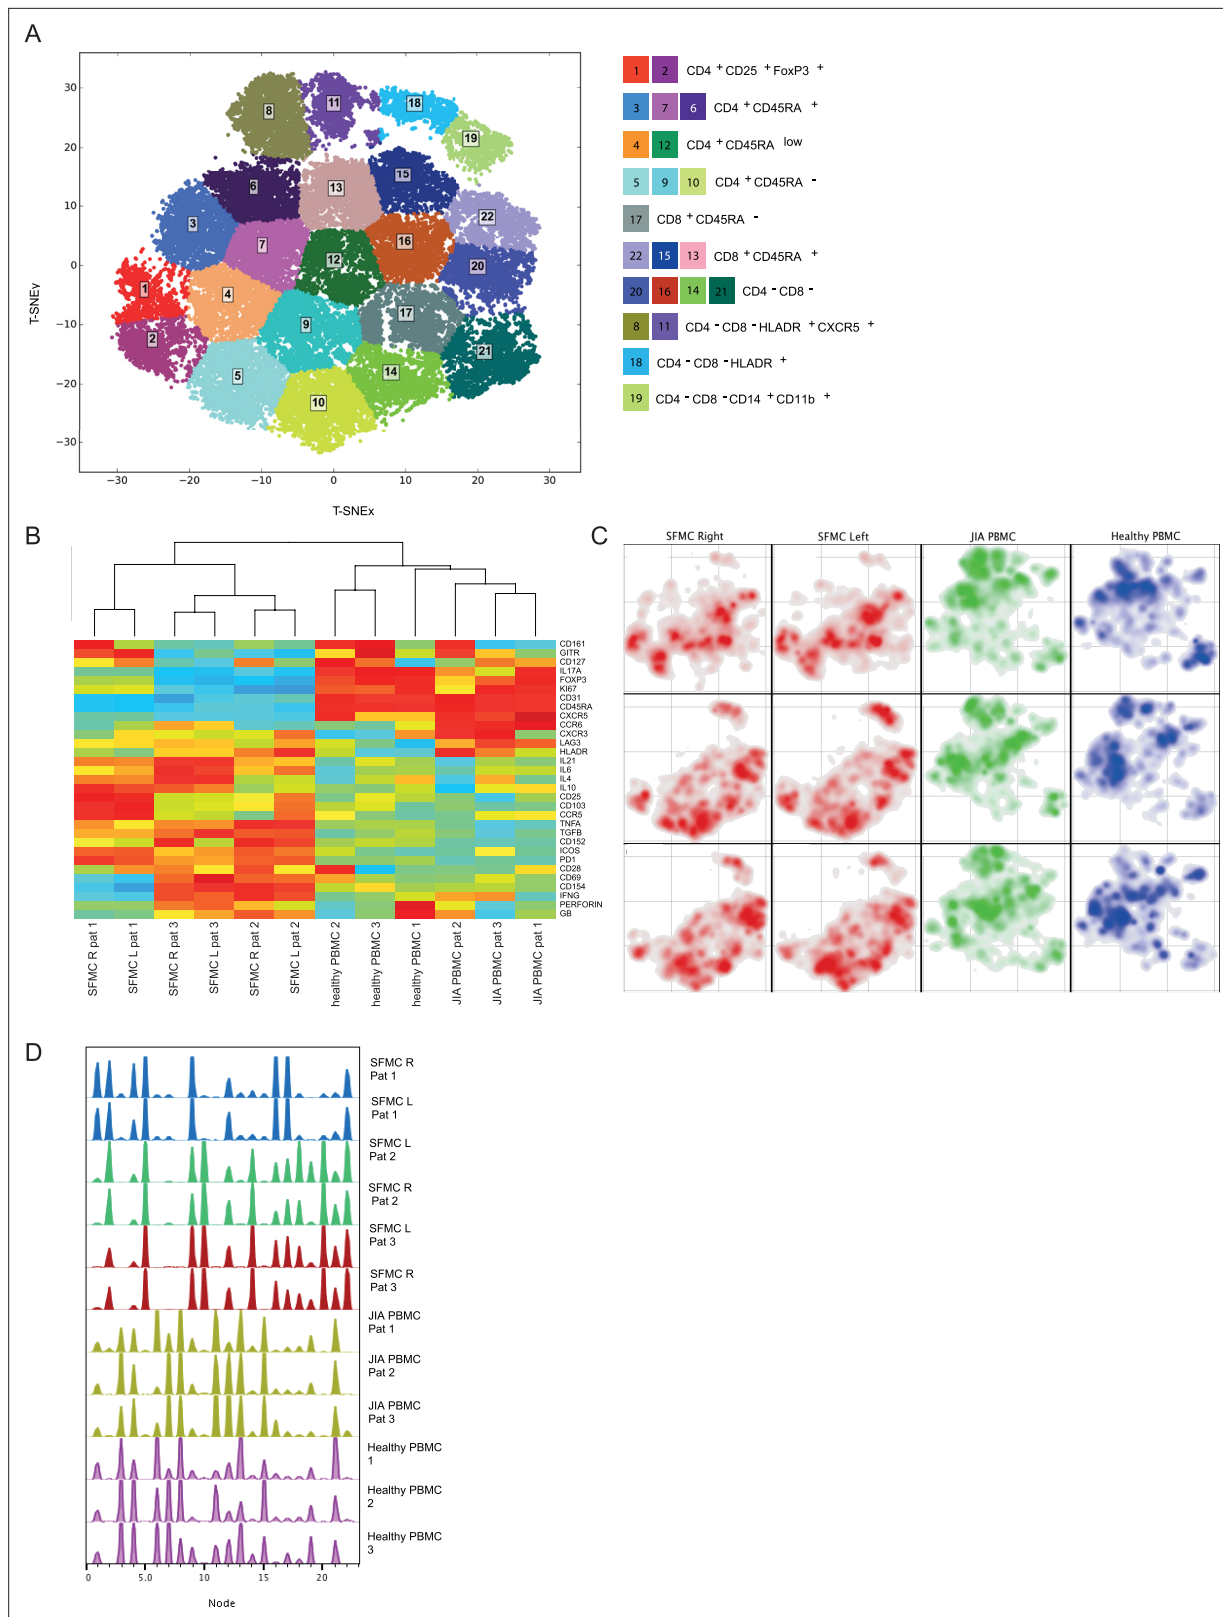 A
30
20
10
0
−10
−20
−30
−30
−20
−10
0
10
20
30
T-SNEy
T-SNEx
8
11
18
19
6
13
15
3
22
7
16
12
20
1
4
17
2
9
21
5
14
10
1 2 CD4 + CD25 + FoxP3 +
3 7 6 CD4 + CD45RA +
4 12 CD4 + CD45RA low
5 9 10 CD4 + CD45RA -
17 CD8 + CD45RA -
22 15 13 CD8 + CD45RA +
20 16 14 21 CD4 - CD8 -
8 11 CD4 - CD8 - HLADR + CXCR5 +
18 CD4 - CD8 - HLADR +
19 CD4 - CD8 - CD14 + CD11b +
B
CD161
GITR
CD127
IL17A
FOXP3
KI67
CD31
CD45RA
CXCR5
CCR6
CXCR3
LAG3
HLADR
IL21
IL6
IL4
IL10
CD25
CD103
CCR5
TNFA
TGFB
CD152
ICOS
PD1
CD28
CD69
CD154
IFNG
PERFORIN
GB
SFMC R pat 1
SFMC L pat 1
SFMC R pat 3
SFMC L pat 3
SFMC R pat 2
SFMC L pat 2
healthy PBMC 2
healthy PBMC 3
healthy PBMC 1
JIA PBMC pat 2
JIA PBMC pat 3
JIA PBMC pat 1
C
SFMC Right
SFMC Left
JIA PBMC
Healthy PBMC
D
SFMC R
Pat 1
SFMC L
Pat 1
SFMC L
Pat 2
SFMC R
Pat 2
SFMC L
Pat 3
SFMC R
Pat 3
JIA PBMC
Pat 1
JIA PBMC
Pat 2
JIA PBMC
Pat 3
Healthy PBMC
1
Healthy PBMC
2
Healthy PBMC
3
0
5.0
10
15
20
Node